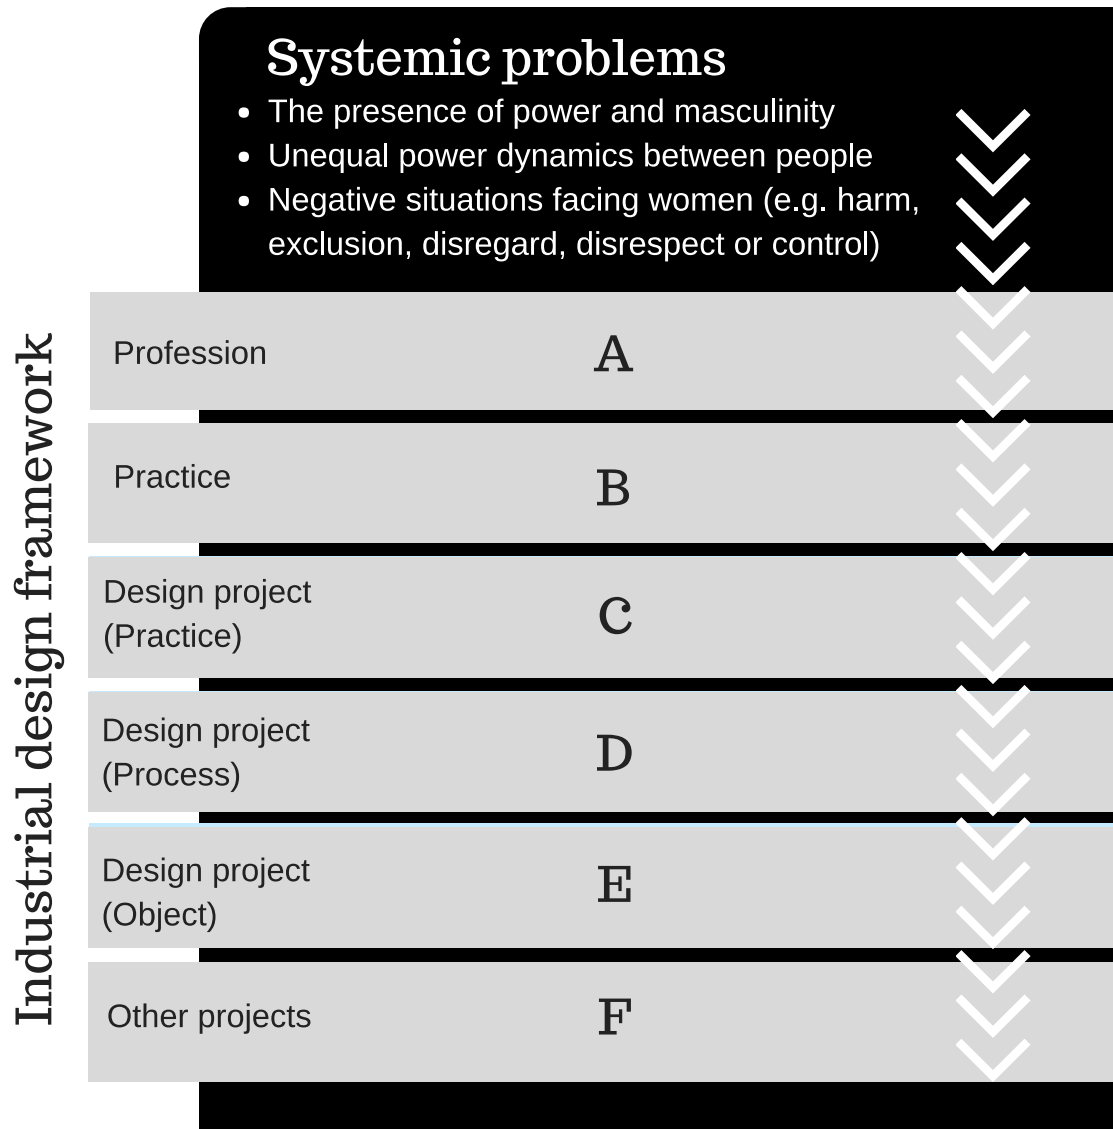 Systemic problems
• The presence of power and masculinity
• Unequal power dynamics between people
• Negative situations facing women (e.g. harm,
exclusion, disregard, disrespect or control)
Industrial design framework
Profession A
Practice B
Design project
(Practice)
C
Design project
(Process)
D
Design project
(Object)
E
Other projects F